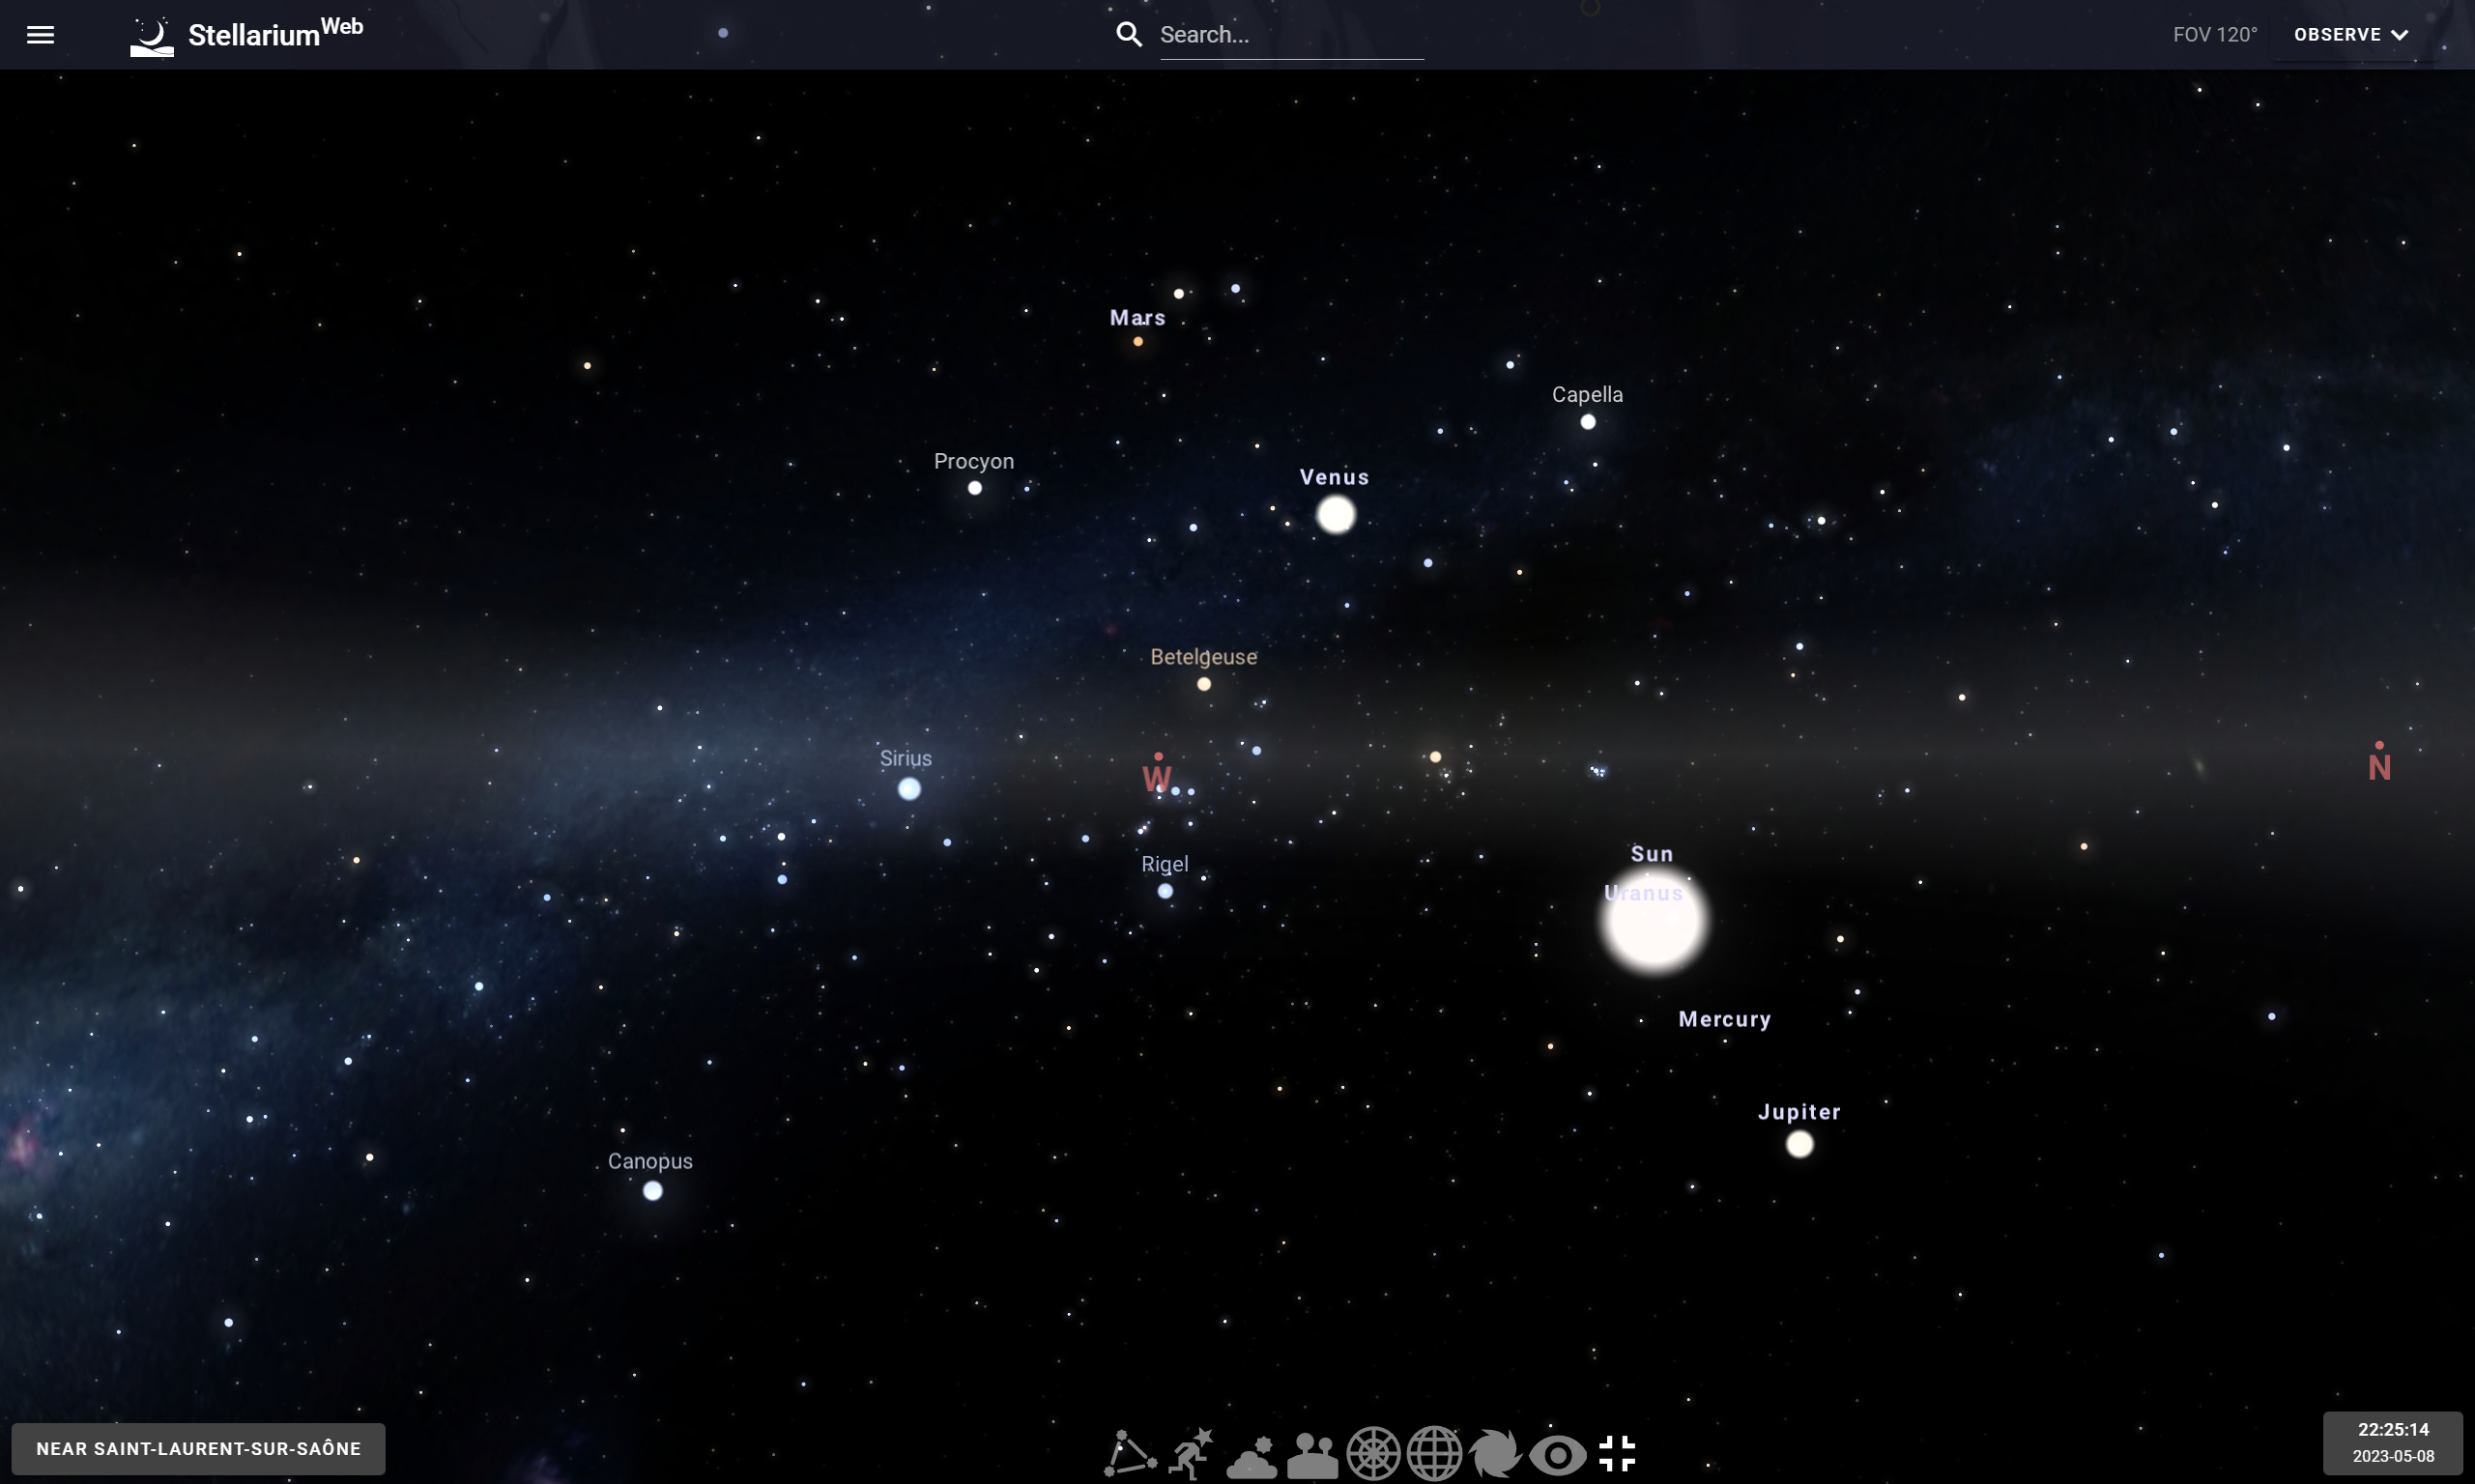 StellariumWeb
Search...
FOV 120°
OBSERVE
Mars
Capella
Procyon
Venus
Betelgeuse
Sirius
W
N
Sun
Rigel
Uranus
Mercury
Jupiter
Canopus
NEAR SAINT-LAURENT-SUR-SAÔNE
22:25:14
2023-05-08